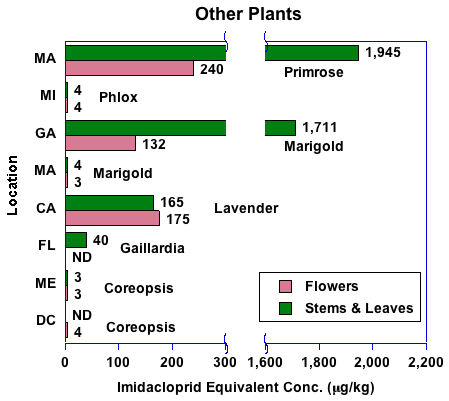 Other Plants
Location
MA
1,945
240
Primrose
MI
4
4
Phlox
GA
1,711
132
Marigold
MA
4
3
Marigold
CA
165
175
Lavender
FL
40
ND
Gaillardia
ME
3
3
Coreopsis
DC
ND
4
Coreopsis
Flowers
Stems & Leaves
0 100 200 300 1,600 1,800 2,000 2,200
Imidacloprid Equivalent Conc. (µg/kg)